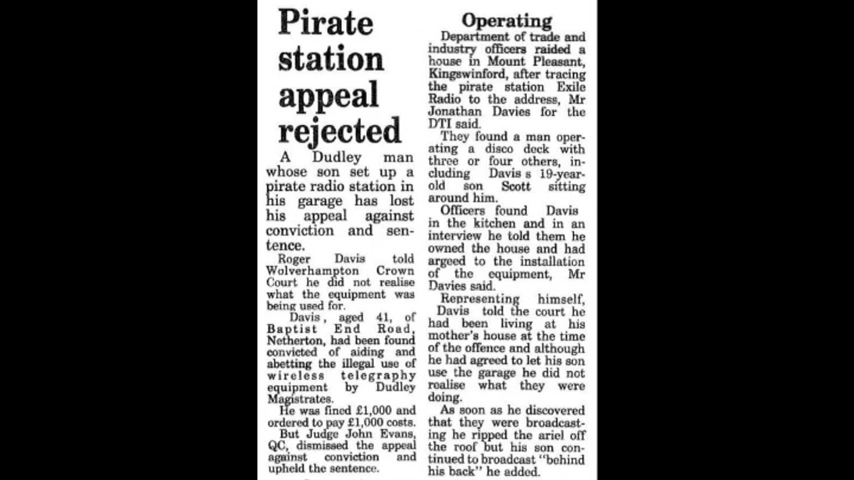 Pirate
station
appeal
rejected
A Dudley man
whose son set up a
pirate radio station in
his garage has lost
his appeal against
conviction and sen-
tence.
Roger Davis told
Wolverhampton Crown
Court he did not realise
what the equipment was
being used for.
Davis, aged 41, of
Baptist End Road,
Netherton, had been found
convicted of aiding and
abetting the illegal use of
wireless telegraphy
equipment by Dudley
Magistrates.
He was fined £1,000 and
ordered to pay £1,000 costs.
But Judge John Evans,
QC, dismissed the appeal
against conviction and
upheld the sentence.
Operating
Department of trade and
industry officers raided a
house in Mount Pleasant,
Kingswinford, after tracing
the pirate station Exile
Radio to the address, Mr
Jonathan Davies for the
DTI said.
They found a man oper-
ating a disco deck with
three or four others, in-
cluding Davis s 19-year-
old son Scott sitting
around him.
Officers found Davis
in the kitchen and in an
interview he told them he
owned the house and had
argeed to the installation
of the equipment, Mr
Davies said.
Representing himself,
Davis told the court he
had been living at his
mother's house at the time
of the offence and although
he had agreed to let his son
use the garage he did not
realise what they were
doing.
As soon as he discovered
that they were broadcast-
ing he ripped the ariel off
the roof but his son con-
tinued to broadcast "behind
his back" he added.